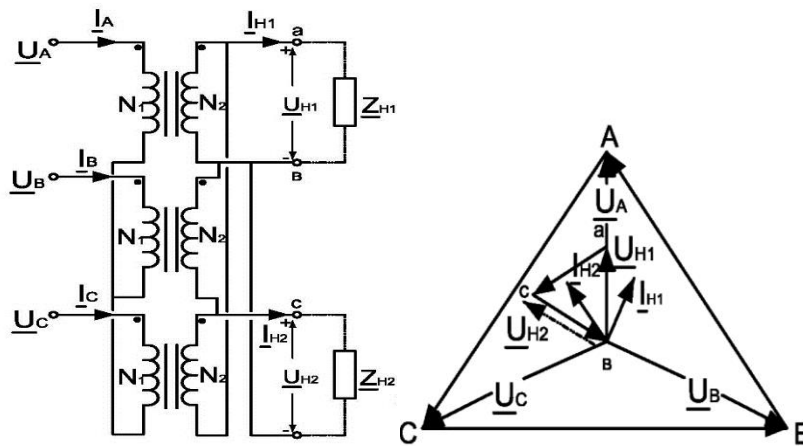 I_A
I_H1
a
U_A
+
N₁
N₂
U_H1
Z_H1
-
B
I_B
U_B
N₁
N₂
I_C
c
U_C
+
I_H2
N₁
N₂
U_H2
Z_H2
-
A
U_A
a
U_H1
I_H2
I_H1
c
U_H2
B
U_C
U_B
C
B